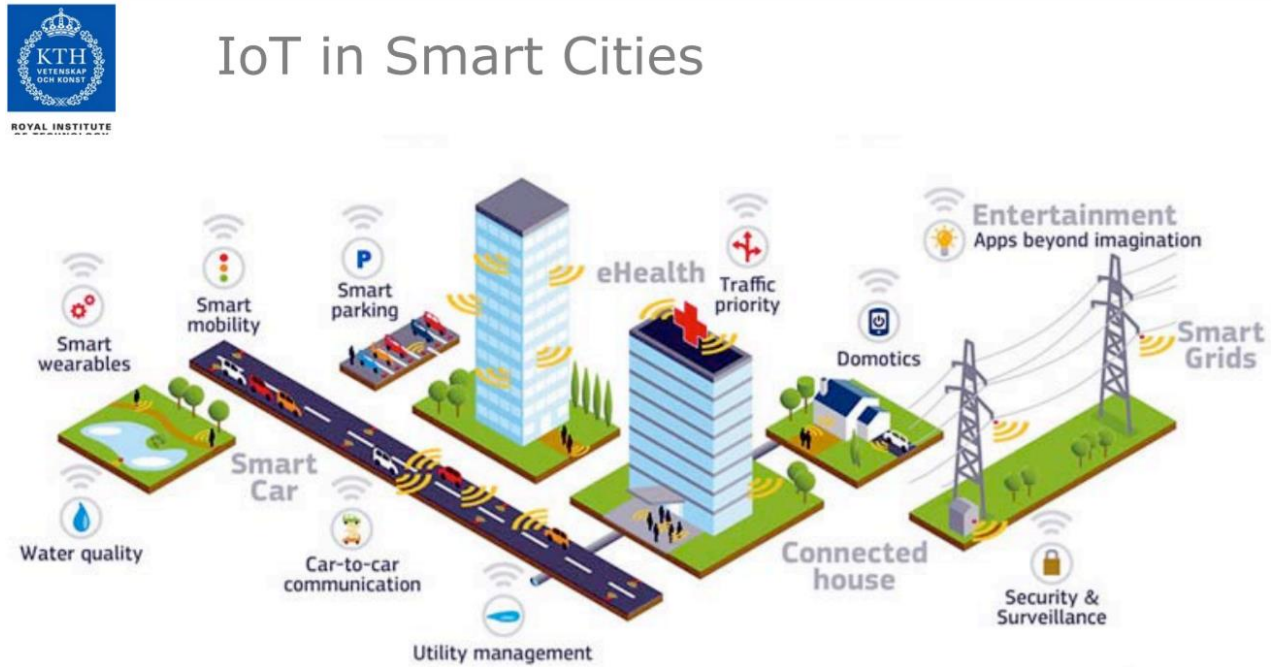 KTH
VETENSKAP
OCH KONST
ROYAL INSTITUTE
OF TECHNOLOGY
IoT in Smart Cities
Smart
wearables
Smart
mobility
P
Smart
parking
eHealth
Traffic
priority
Domotics
Entertainment
Apps beyond imagination
Smart
Grids
Smart
Car
Water quality
Car-to-car
communication
Utility management
Connected
house
Security &
Surveillance